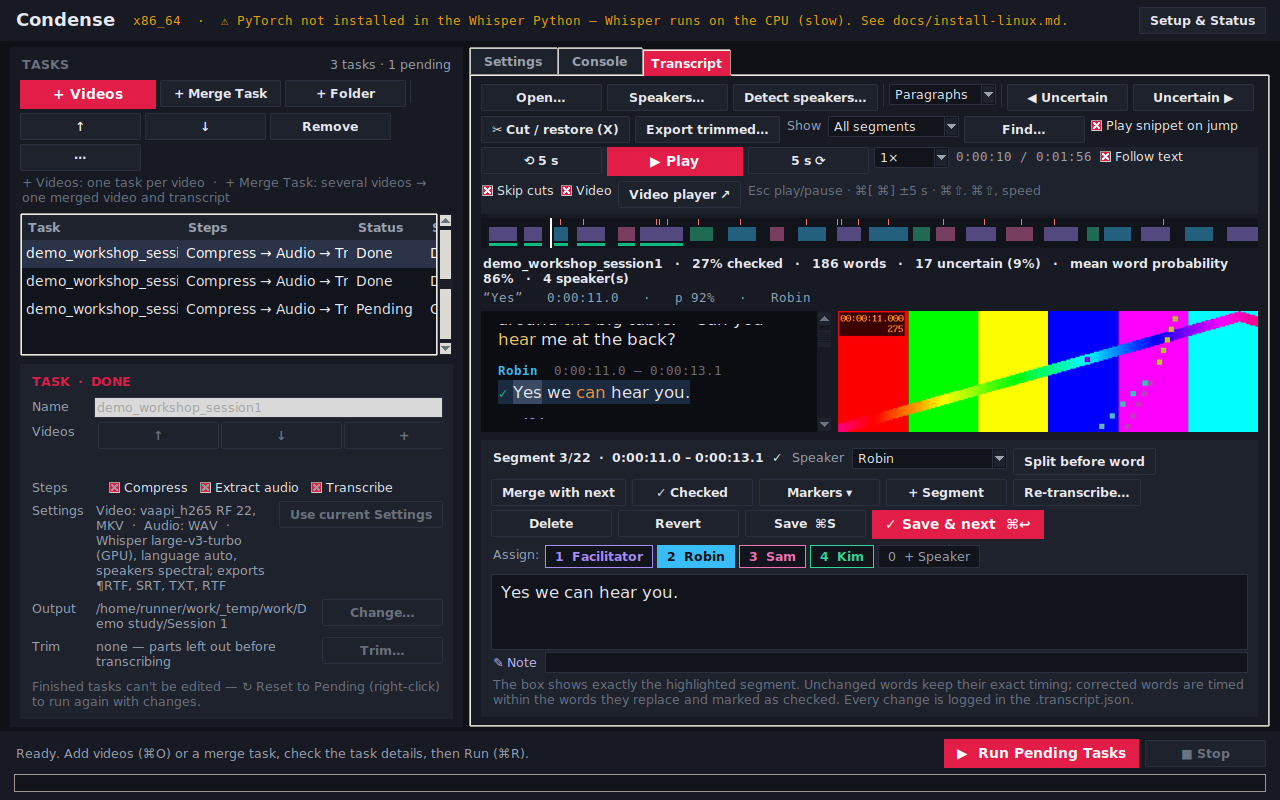 Condense x86_64 · ⚠ PyTorch not installed in the Whisper Python — Whisper runs on the CPU (slow). See docs/install-linux.md. Setup & Status
TASKS 3 tasks · 1 pending
+ Videos + Merge Task + Folder
↑ ↓ Remove
…
+ Videos: one task per video · + Merge Task: several videos →
one merged video and transcript
Task Steps Status
demo_workshop_sessi Compress → Audio → Tr Done
demo_workshop_sessi Compress → Audio → Tr Done
demo_workshop_sessi Compress → Audio → Tr Pending
TASK · DONE
Name demo_workshop_session1
Videos ↑ ↓ +
Steps Compress Extract audio Transcribe
Settings Video: vaapi_h265 RF 22, Use current Settings
MKV · Audio: WAV ·
Whisper large-v3-turbo
(GPU), language auto,
speakers spectral; exports
¶RTF, SRT, TXT, RTF
Output /home/runner/work/_temp/work/D Change…
emo study/Session 1
Trim none — parts left out before Trim…
transcribing
Finished tasks can't be edited — ↻ Reset to Pending (right-click)
to run again with changes.
Settings Console Transcript
Open… Speakers… Detect speakers… Paragraphs ◀ Uncertain Uncertain ▶
✂ Cut / restore (X) Export trimmed… Show All segments Find… Play snippet on jump
⟲ 5 s ▶ Play 5 s ⟳ 1× 0:00:10 / 0:01:56 Follow text
Skip cuts Video Video player ↗ Esc play/pause · ⌘[ ⌘] ±5 s · ⌘⇧. ⌘⇧, speed
demo_workshop_session1 · 27% checked · 186 words · 17 uncertain (9%) · mean word probability
86% · 4 speaker(s)
“Yes” 0:00:11.0 · p 92% · Robin
hear me at the back?
Robin 0:00:11.0 – 0:00:13.1
✓ Yes we can hear you.
00:00:11.000
275
Segment 3/22 · 0:00:11.0 – 0:00:13.1 ✓ Speaker Robin Split before word
Merge with next ✓ Checked Markers ▾ + Segment Re-transcribe…
Delete Revert Save ⌘S ✓ Save & next ⌘↩
Assign: 1 Facilitator 2 Robin 3 Sam 4 Kim 0 + Speaker
Yes we can hear you.
✎ Note
The box shows exactly the highlighted segment. Unchanged words keep their exact timing; corrected words are timed
within the words they replace and marked as checked. Every change is logged in the .transcript.json.
Ready. Add videos (⌘O) or a merge task, check the task details, then Run (⌘R). ▶ Run Pending Tasks ■ Stop